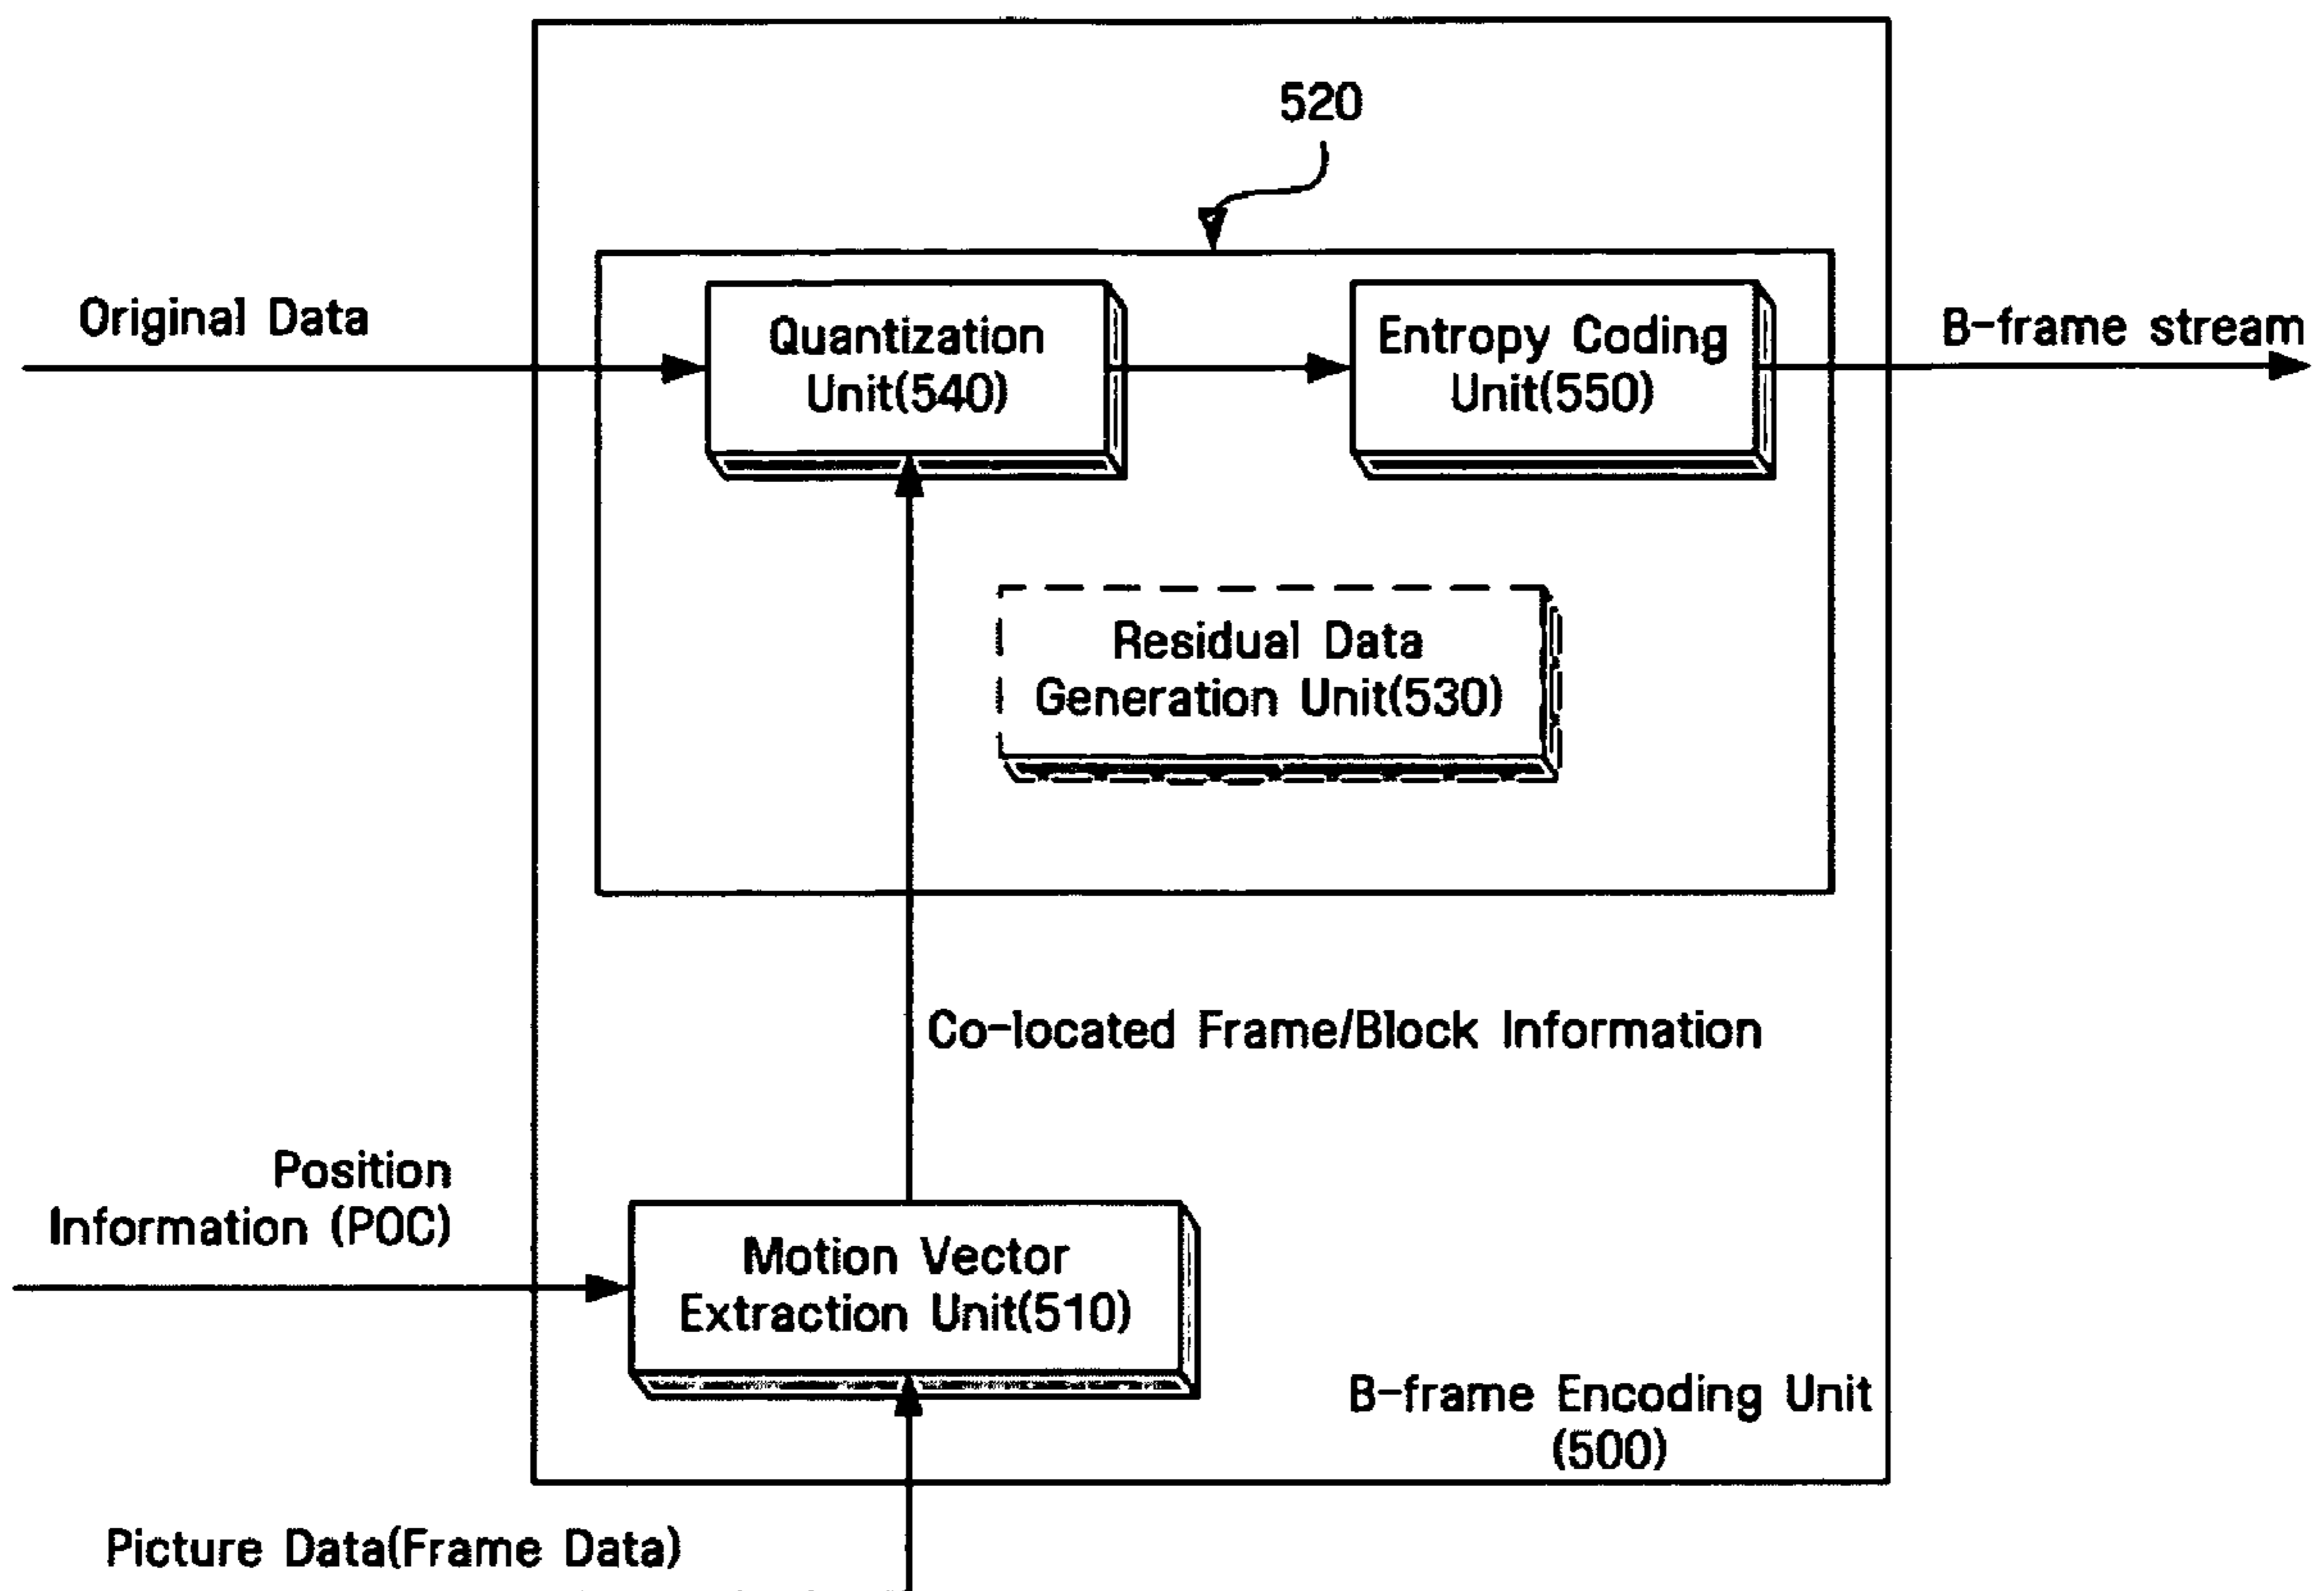 520
Original Data
Quantization
Unit(540)
Entropy Coding
Unit(550)
B-frame stream
Residual Data
Generation Unit(530)
Co-located Frame/Block Information
Position
Information (POC)
Motion Vector
Extraction Unit(510)
B-frame Encoding Unit
(500)
Picture Data(Frame Data)